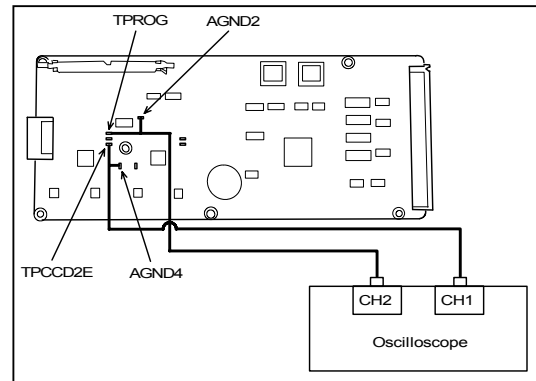 TPROG
AGND2
TPCCD2E
AGND4
CH2
CH1
Oscilloscope